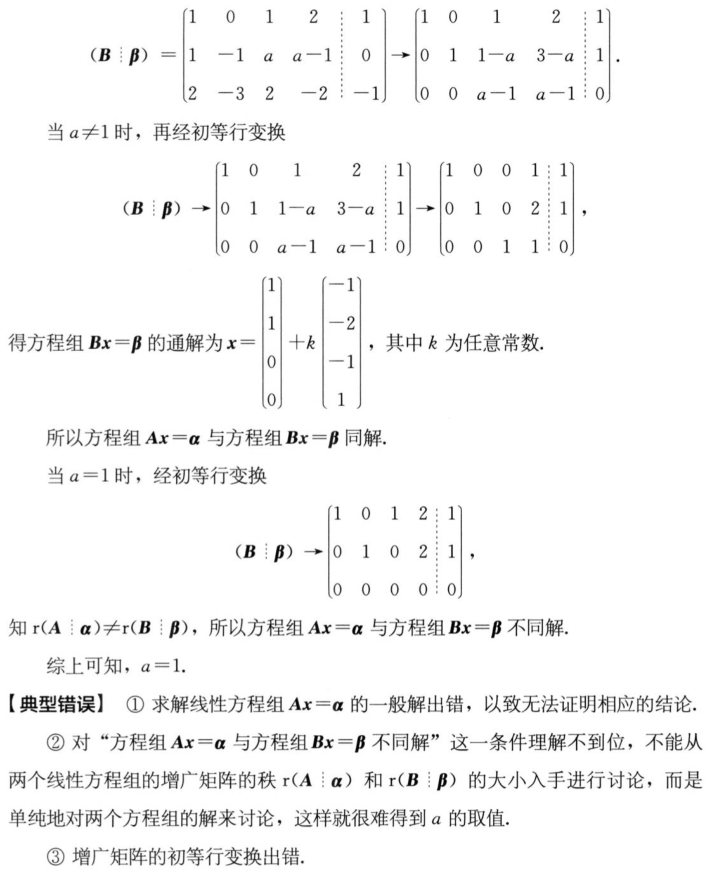 (B ⋮ β) = [1 0 1 2 ⋮ 1; 1 −1 a a−1 ⋮ 0; 2 −3 2 −2 ⋮ −1] → [1 0 1 2 ⋮ 1; 0 1 1−a 3−a ⋮ 1; 0 0 a−1 a−1 ⋮ 0].
当 a≠1 时，再经初等行变换
(B ⋮ β) → [1 0 1 2 ⋮ 1; 0 1 1−a 3−a ⋮ 1; 0 0 a−1 a−1 ⋮ 0] → [1 0 0 1 ⋮ 1; 0 1 0 2 ⋮ 1; 0 0 1 1 ⋮ 0],
得方程组 Bx=β 的通解为 x= [1; 1; 0; 0] +k [−1; −2; −1; 1]，其中 k 为任意常数.
所以方程组 Ax=α 与方程组 Bx=β 同解.
当 a=1 时，经初等行变换
(B ⋮ β) → [1 0 1 2 ⋮ 1; 0 1 0 2 ⋮ 1; 0 0 0 0 ⋮ 0],
知 r(A ⋮ α)≠r(B ⋮ β)，所以方程组 Ax=α 与方程组 Bx=β 不同解.
综上可知，a=1.
【典型错误】 ① 求解线性方程组 Ax=α 的一般解出错，以致无法证明相应的结论.
② 对“方程组 Ax=α 与方程组 Bx=β 不同解”这一条件理解不到位，不能从
两个线性方程组的增广矩阵的秩 r(A ⋮ α) 和 r(B ⋮ β) 的大小入手进行讨论，而是
单纯地对两个方程组的解来讨论，这样就很难得到 a 的取值.
③ 增广矩阵的初等行变换出错.